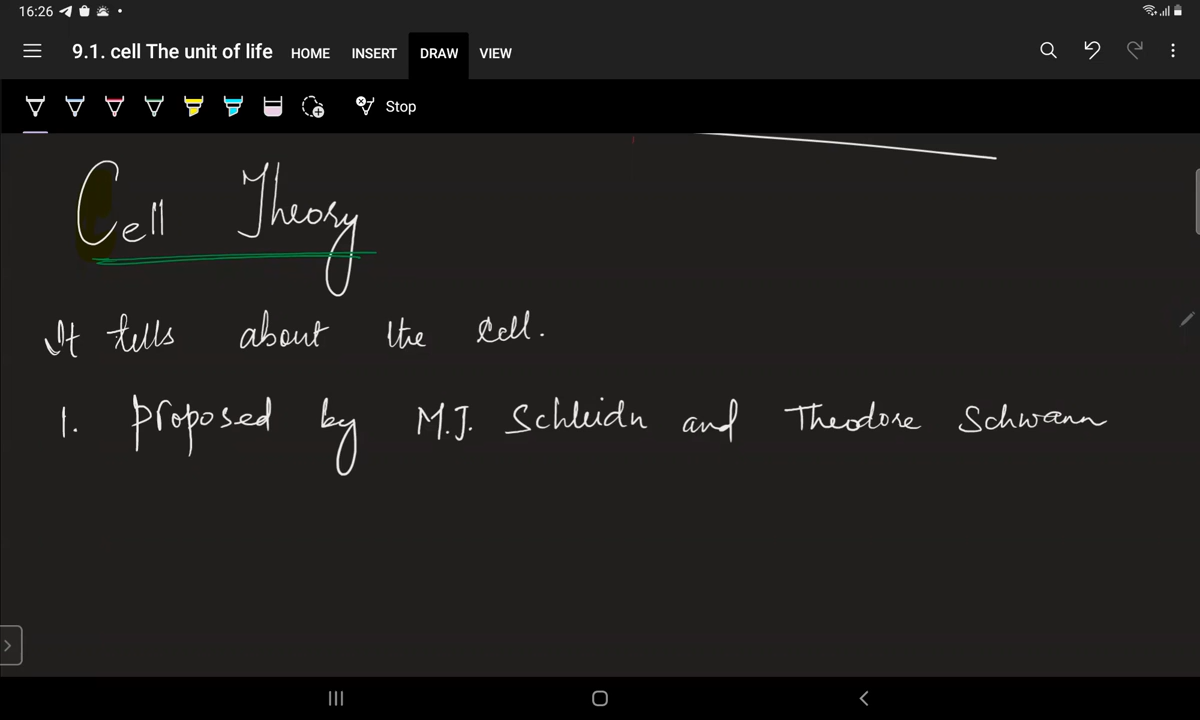 16:26
9.1. cell The unit of life HOME INSERT DRAW VIEW
Stop
Cell Theory
It tells about the cell.
1. proposed by M.J. Schleidn and Theodore Schwann